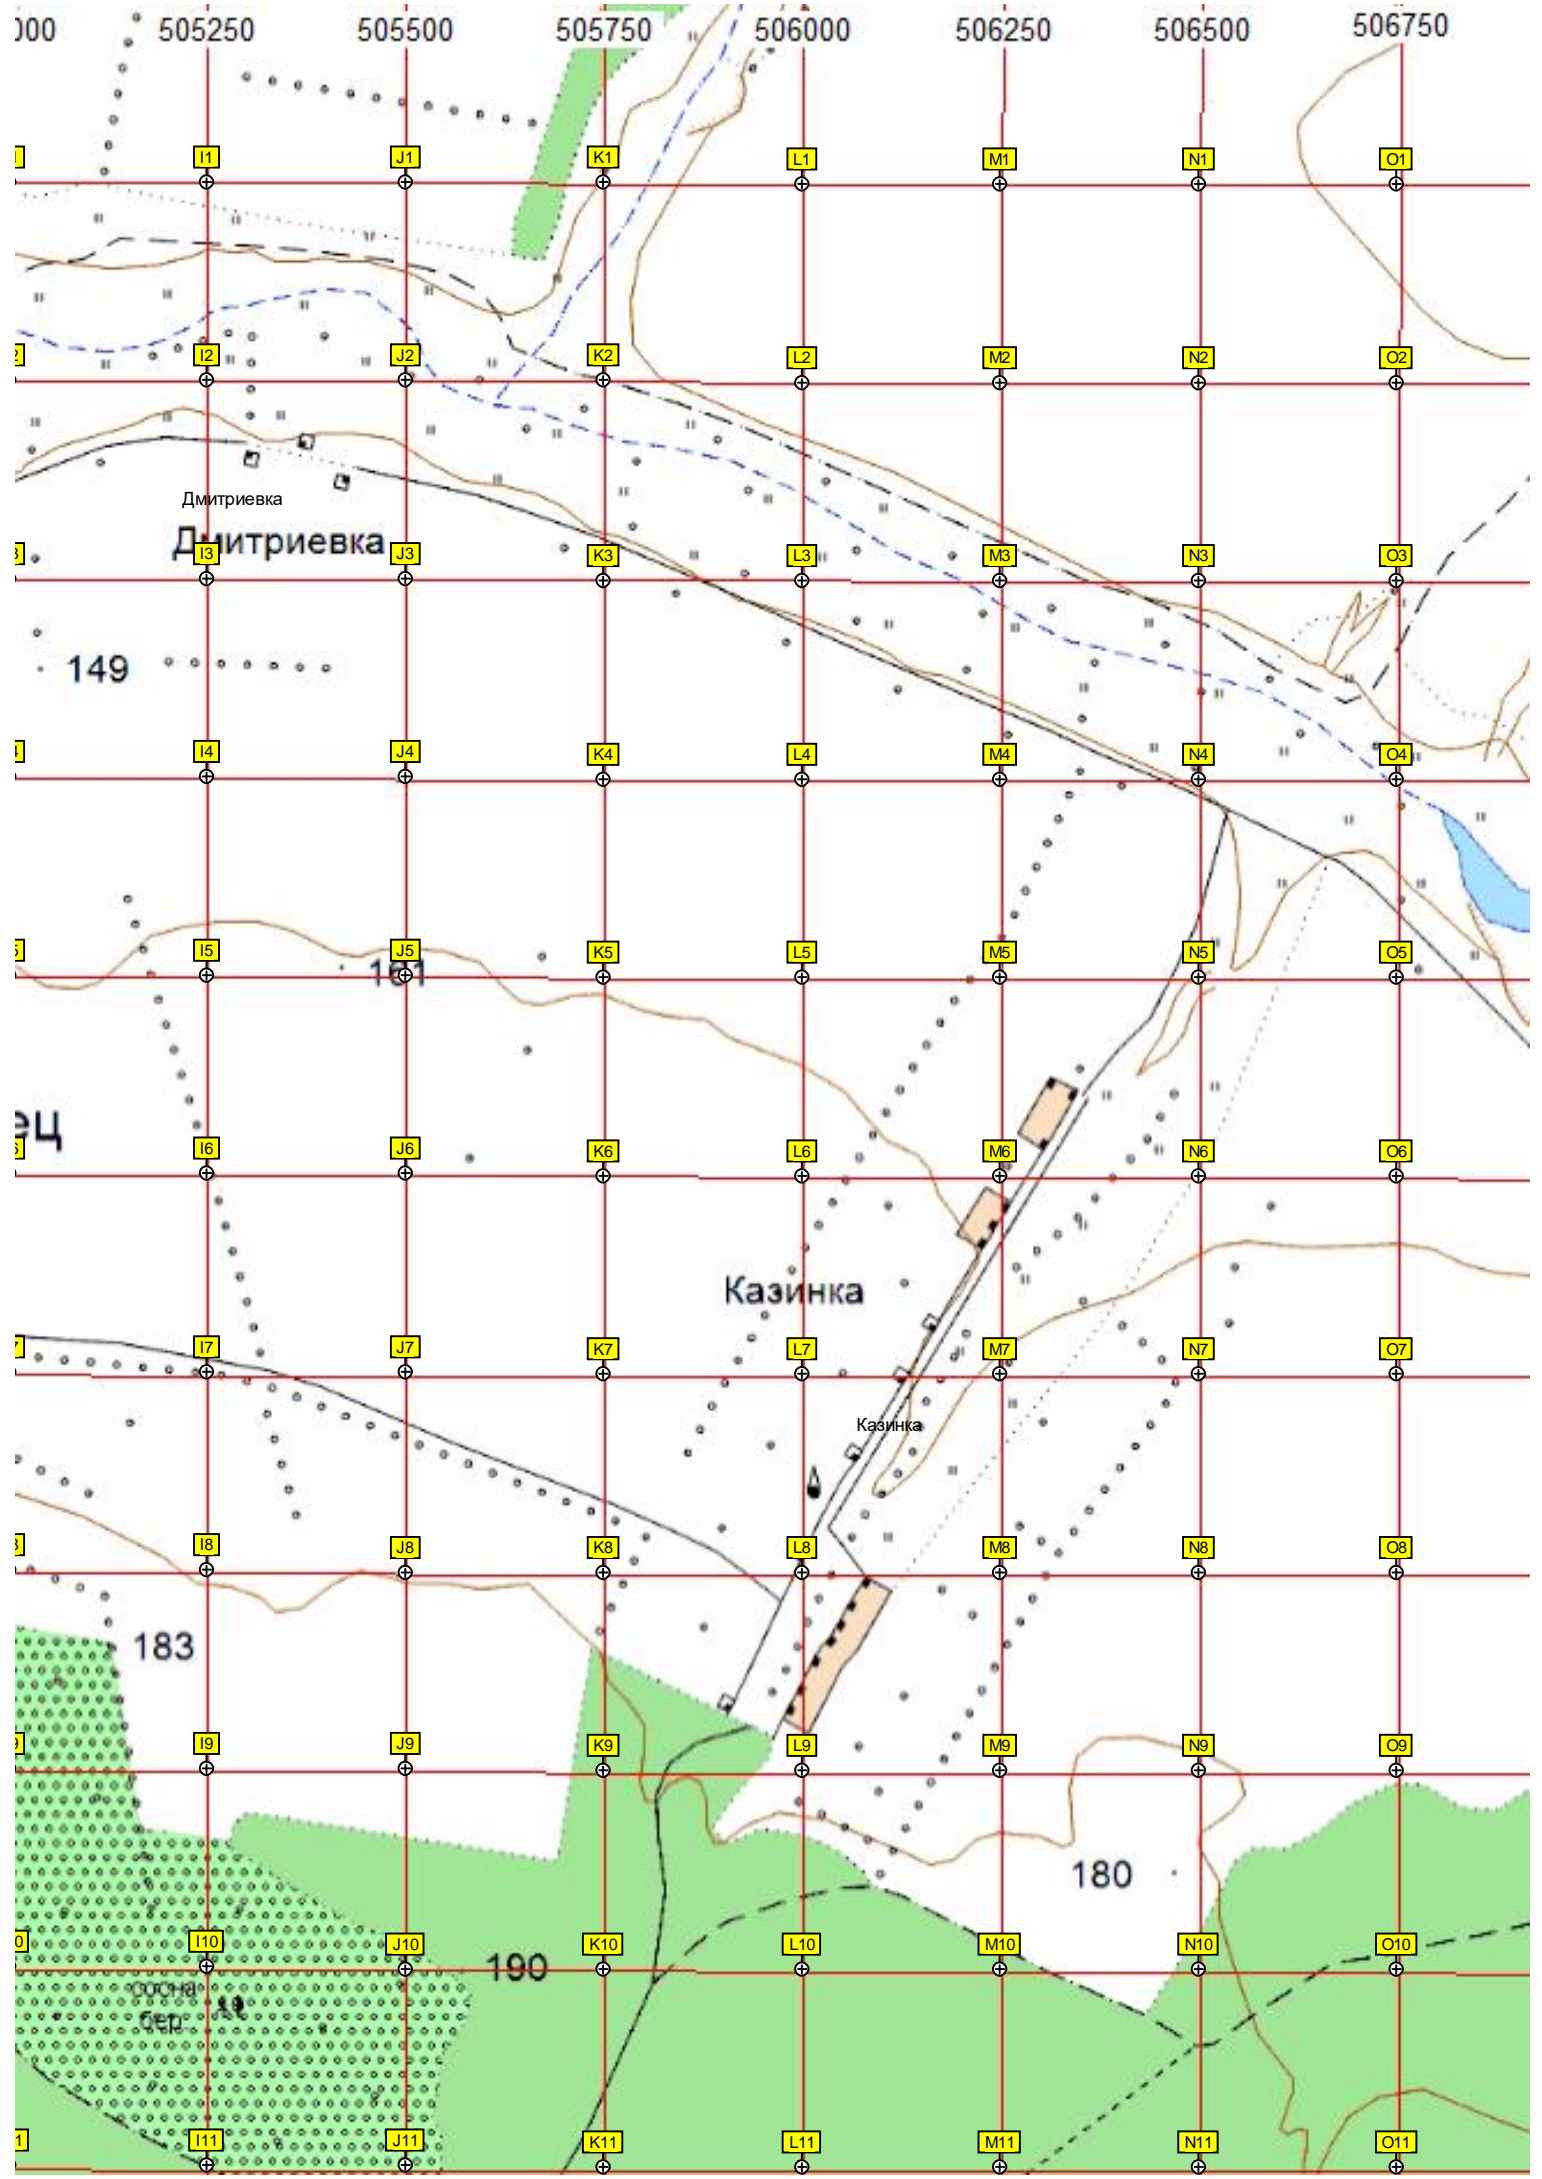 000 505250 505500 505750 506000 506250 506500 506750
I1 J1 K1 L1 M1 N1 O1
I2 J2 K2 L2 M2 N2 O2
Дмитриевка
Дмитриевка
I3 J3 K3 L3 M3 N3 O3
149
I4 J4 K4 L4 M4 N4 O4
I5 J5 K5 L5 M5 N5 O5
161
ец
I6 J6 K6 L6 M6 N6 O6
Казинка
I7 J7 K7 L7 M7 N7 O7
Казинка
I8 J8 K8 L8 M8 N8 O8
183
I9 J9 K9 L9 M9 N9 O9
180
I10 J10 K10 L10 M10 N10 O10
190
сосна
бер.
I11 J11 K11 L11 M11 N11 O11